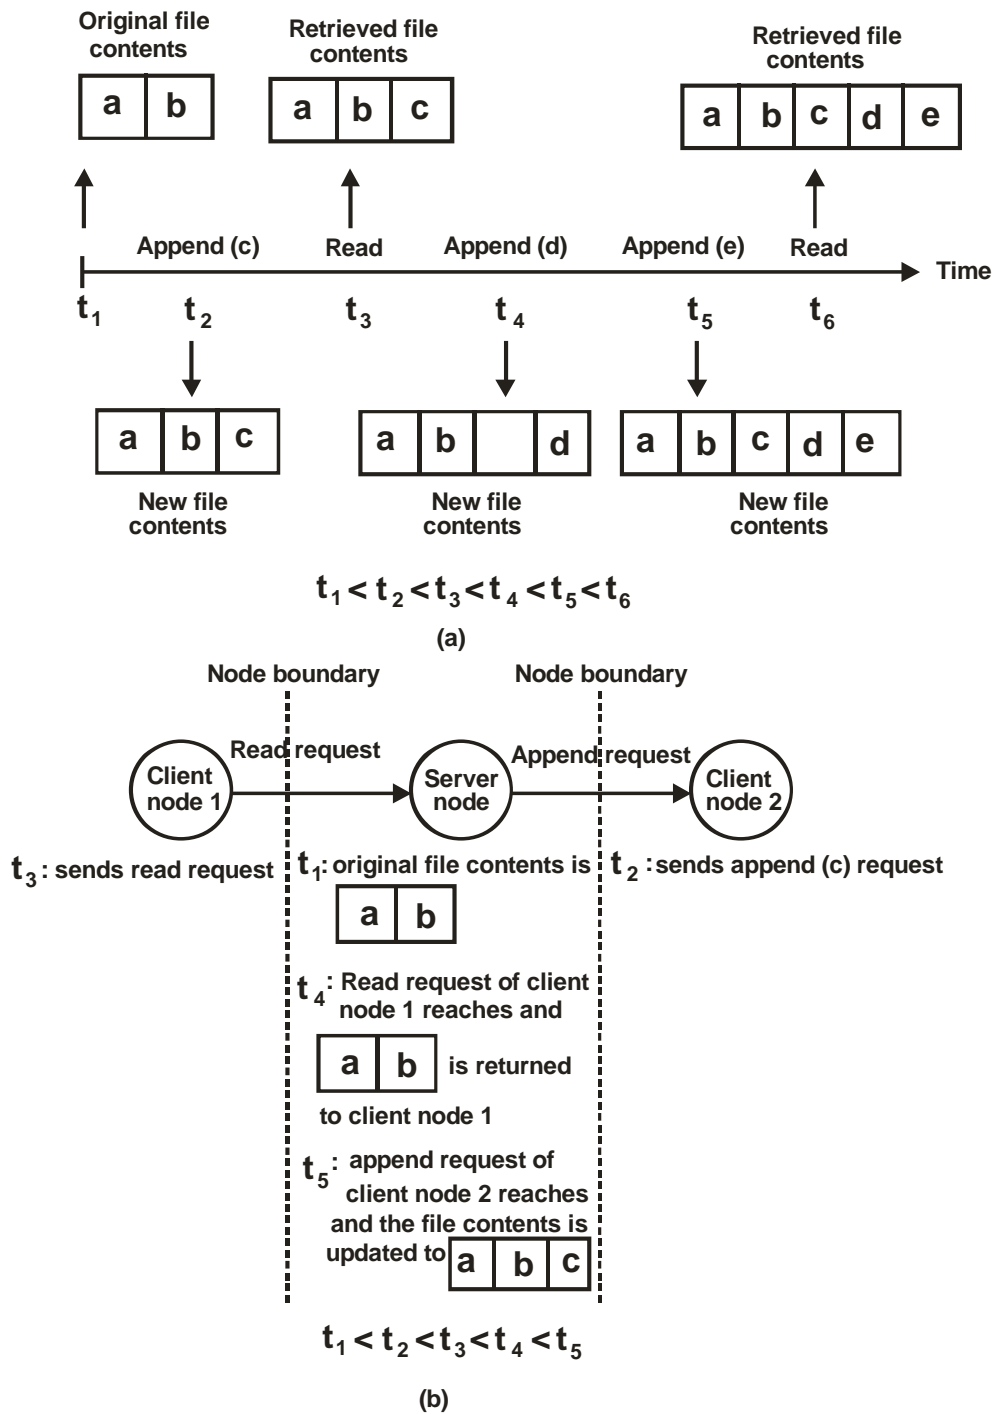 Original file
contents
Retrieved file
contents
Retrieved file
contents
a b
a b c
a b c d e
Append (c)
Read
Append (d)
Append (e)
Read
Time
t1
t2
t3
t4
t5
t6
a b c
a b d
a b c d e
New file
contents
New file
contents
New file
contents
t1 < t2 < t3 < t4 < t5 < t6
(a)
Node boundary
Node boundary
Read request
Append request
Client
node 1
Server
node
Client
node 2
t3 : sends read request
t1 : original file contents is
a b
t2 : sends append (c) request
t4 : Read request of client
node 1 reaches and
a b is returned
to client node 1
t5 : append request of
client node 2 reaches
and the file contents is
updated to a b c
t1 < t2 < t3 < t4 < t5
(b)